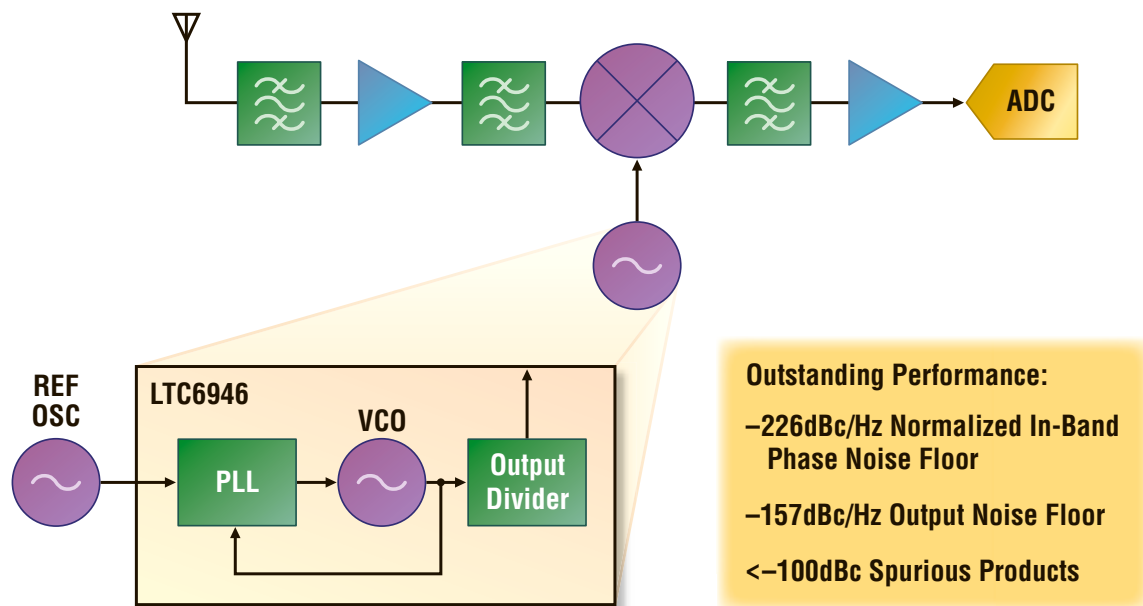 ADC
REF
OSC
LTC6946
VCO
PLL
Output
Divider
Outstanding Performance:
–226dBc/Hz Normalized In-Band
Phase Noise Floor
–157dBc/Hz Output Noise Floor
<–100dBc Spurious Products